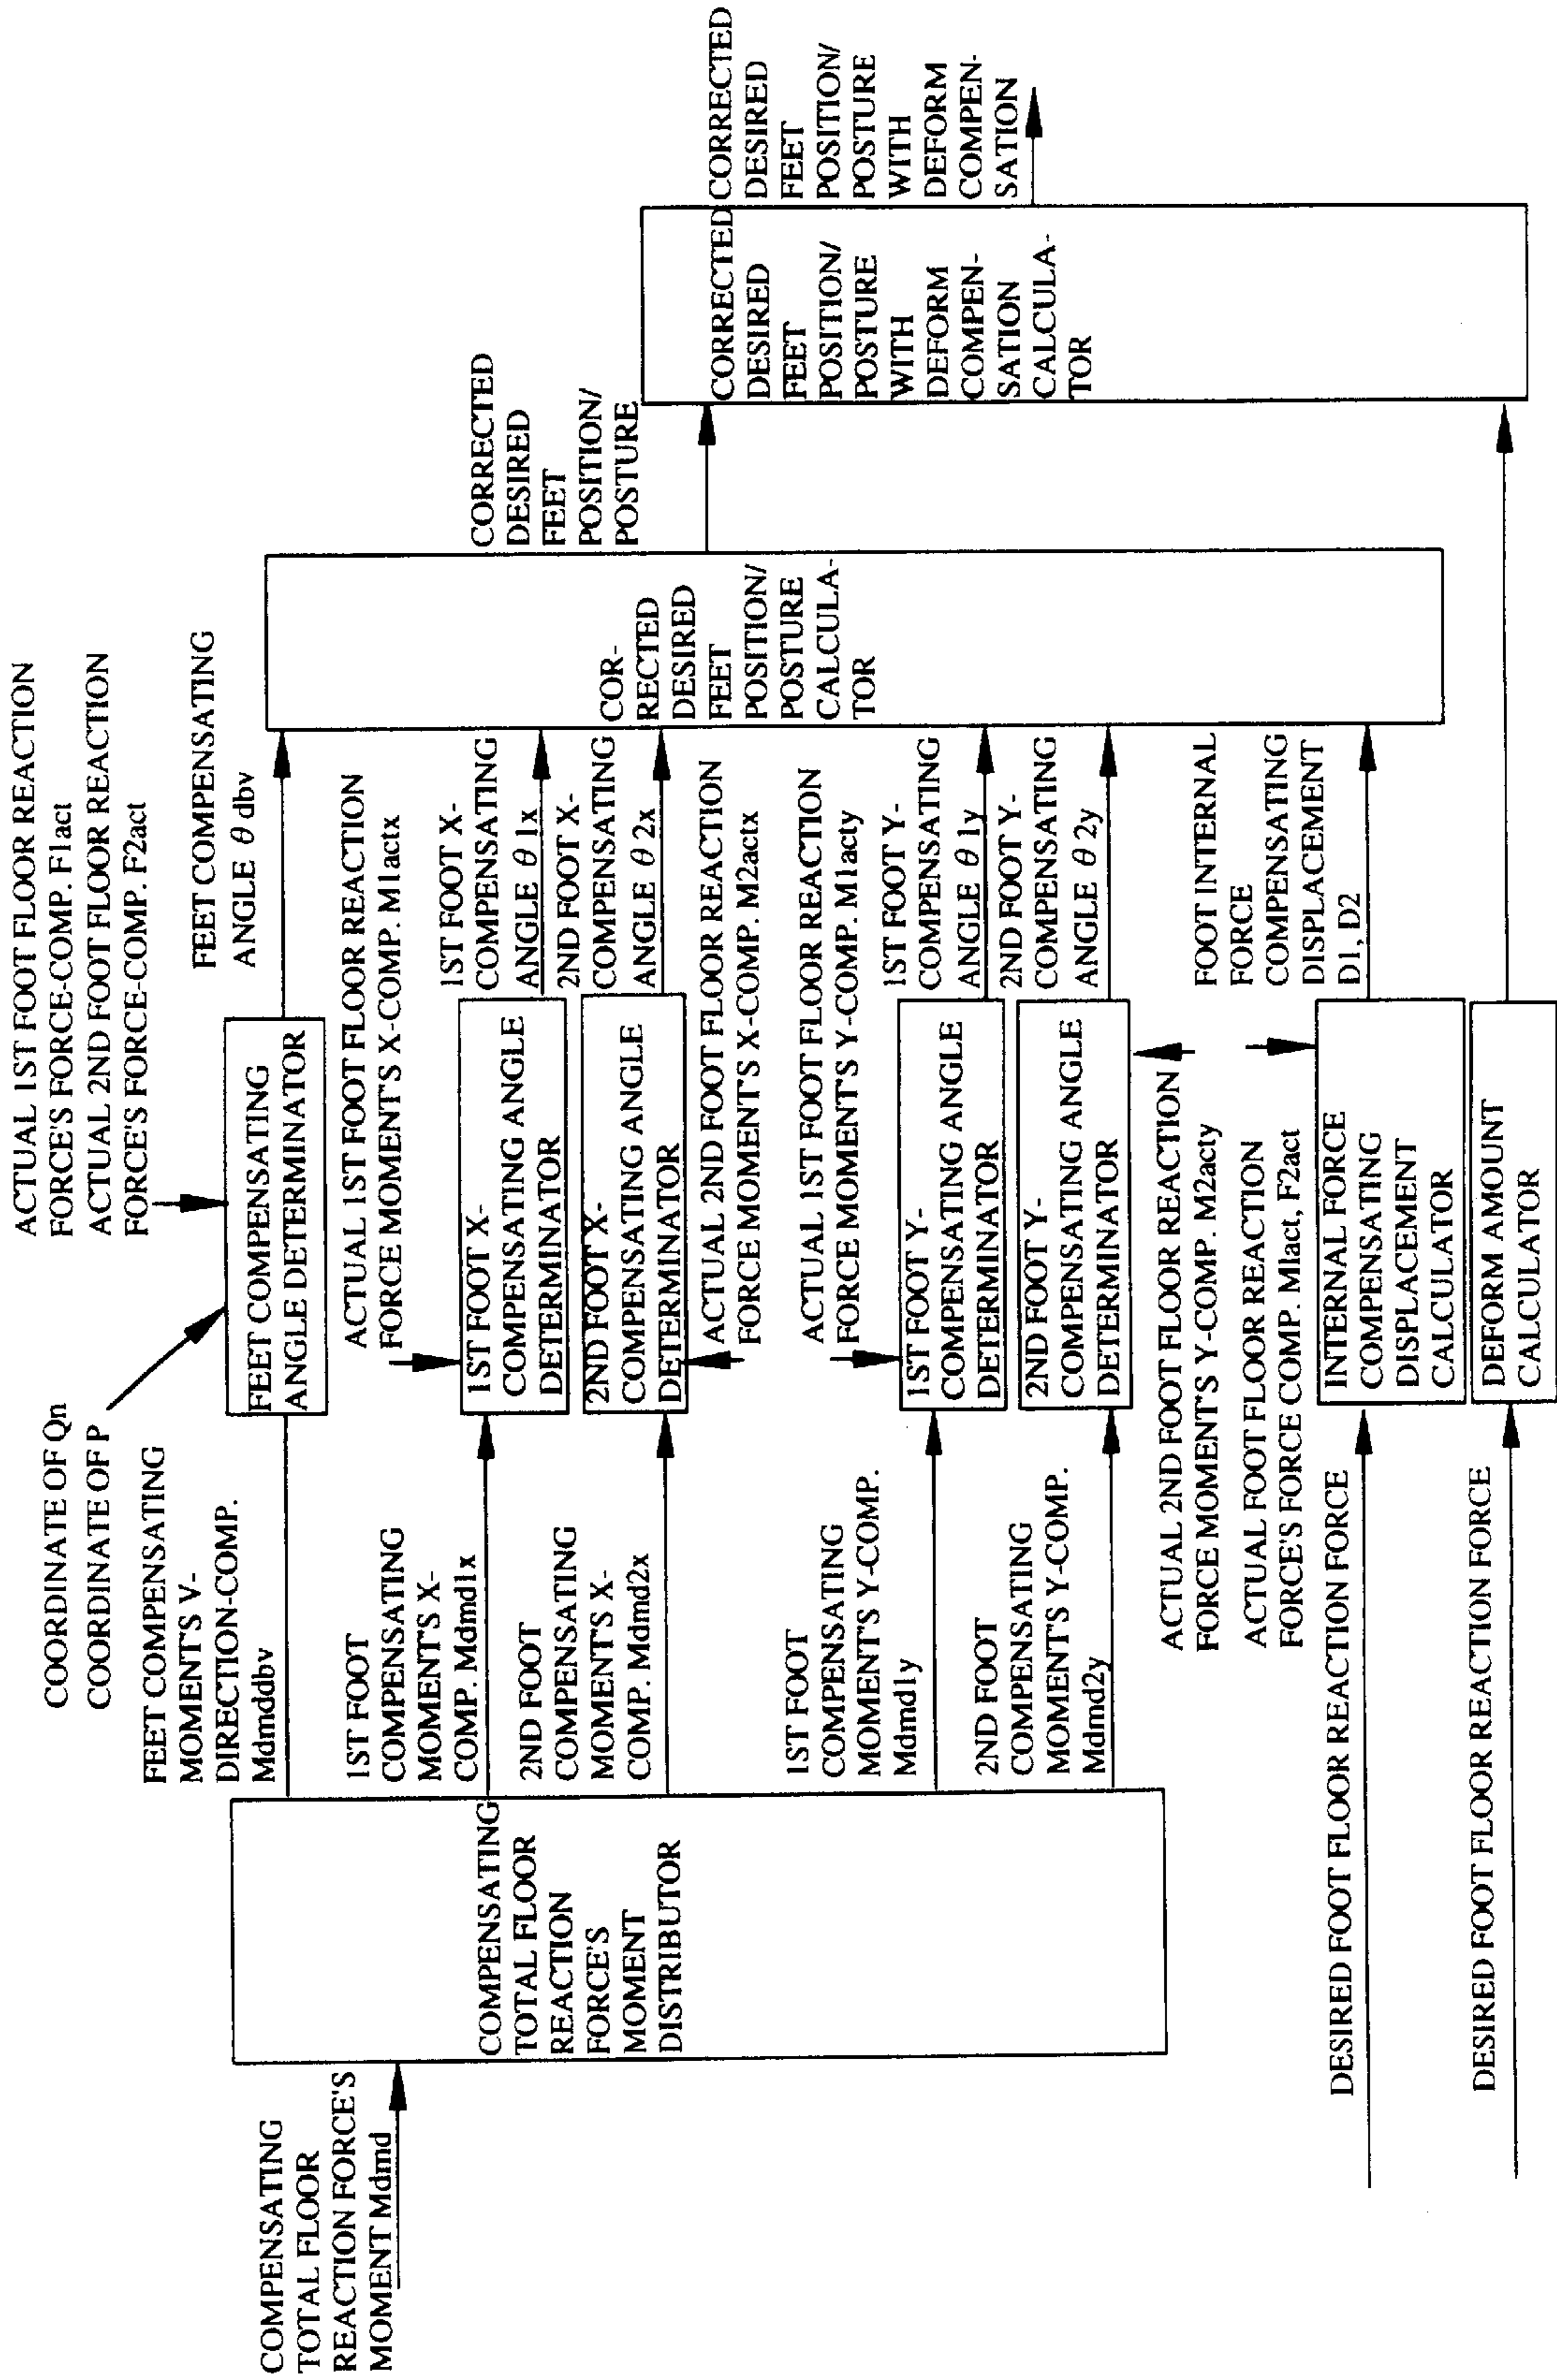 COMPENSATING
TOTAL FLOOR
REACTION FORCE'S
MOMENT Mdmd
COMPENSATING
TOTAL FLOOR
REACTION
FORCE'S
MOMENT
DISTRIBUTOR
COORDINATE OF Qn
COORDINATE OF P
FEET COMPENSATING
MOMENT'S V-
DIRECTION-COMP.
Mdmddbv
1ST FOOT
COMPENSATING
MOMENT'S X-
COMP. Mdmd1x
2ND FOOT
COMPENSATING
MOMENT'S X-
COMP. Mdmd2x
1ST FOOT
COMPENSATING
MOMENT'S Y-COMP.
Mdmd1y
2ND FOOT
COMPENSATING
MOMENT'S Y-COMP.
Mdmd2y
DESIRED FOOT FLOOR REACTION FORCE
DESIRED FOOT FLOOR REACTION FORCE
ACTUAL 1ST FOOT FLOOR REACTION
FORCE'S FORCE-COMP. F1act
ACTUAL 2ND FOOT FLOOR REACTION
FORCE'S FORCE-COMP. F2act
FEET COMPENSATING
ANGLE DETERMINATOR
ACTUAL 1ST FOOT FLOOR REACTION
FORCE MOMENT'S X-COMP. M1actx
1ST FOOT X-
COMPENSATING ANGLE
DETERMINATOR
2ND FOOT X-
COMPENSATING ANGLE
DETERMINATOR
ACTUAL 2ND FOOT FLOOR REACTION
FORCE MOMENT'S X-COMP. M2actx
ACTUAL 1ST FOOT FLOOR REACTION
FORCE MOMENT'S Y-COMP. M1acty
1ST FOOT Y-
COMPENSATING ANGLE
DETERMINATOR
2ND FOOT Y-
COMPENSATING ANGLE
DETERMINATOR
ACTUAL 2ND FOOT FLOOR REACTION
FORCE MOMENT'S Y-COMP. M2acty
ACTUAL FOOT FLOOR REACTION
FORCE'S FORCE COMP. M1act, F2act
INTERNAL FORCE
COMPENSATING
DISPLACEMENT
CALCULATOR
DEFORM AMOUNT
CALCULATOR
FEET COMPENSATING
ANGLE θ dbv
1ST FOOT X-
COMPENSATING
ANGLE θ 1x
2ND FOOT X-
COMPENSATING
ANGLE θ 2x
1ST FOOT Y-
COMPENSATING
ANGLE θ 1y
2ND FOOT Y-
COMPENSATING
ANGLE θ 2y
FOOT INTERNAL
FORCE
COMPENSATING
DISPLACEMENT
D1, D2
COR-
RECTED
DESIRED
FEET
POSITION/
POSTURE
CALCULA-
TOR
CORRECTED
DESIRED
FEET
POSITION/
POSTURE
CORRECTED
DESIRED
FEET
POSITION/
POSTURE
WITH
DEFORM
COMPEN-
SATION
CALCULA-
TOR
CORRECTED
DESIRED
FEET
POSITION/
POSTURE
WITH
DEFORM
COMPEN-
SATION